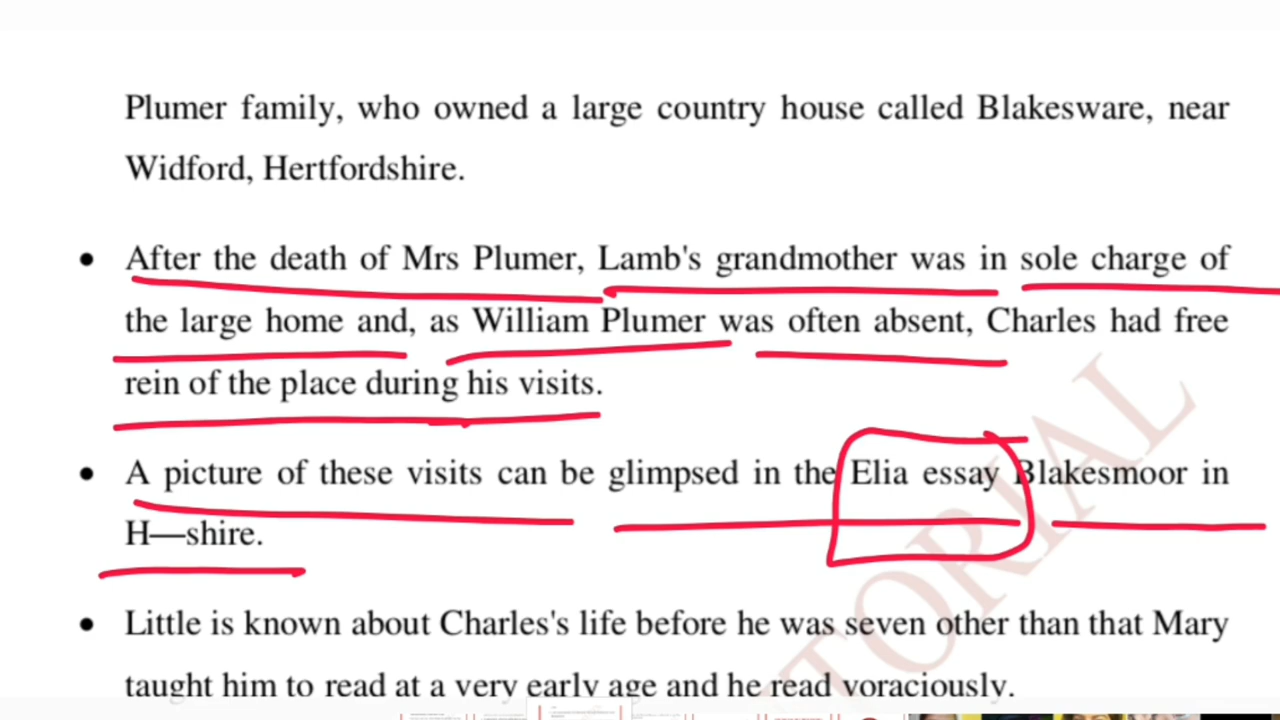 Plumer family, who owned a large country house called Blakesware, near
Widford, Hertfordshire.
• After the death of Mrs Plumer, Lamb's grandmother was in sole charge of
the large home and, as William Plumer was often absent, Charles had free
rein of the place during his visits.
• A picture of these visits can be glimpsed in the Elia essay Blakesmoor in
H—shire.
• Little is known about Charles's life before he was seven other than that Mary
taught him to read at a very early age and he read voraciously.
TORIAL